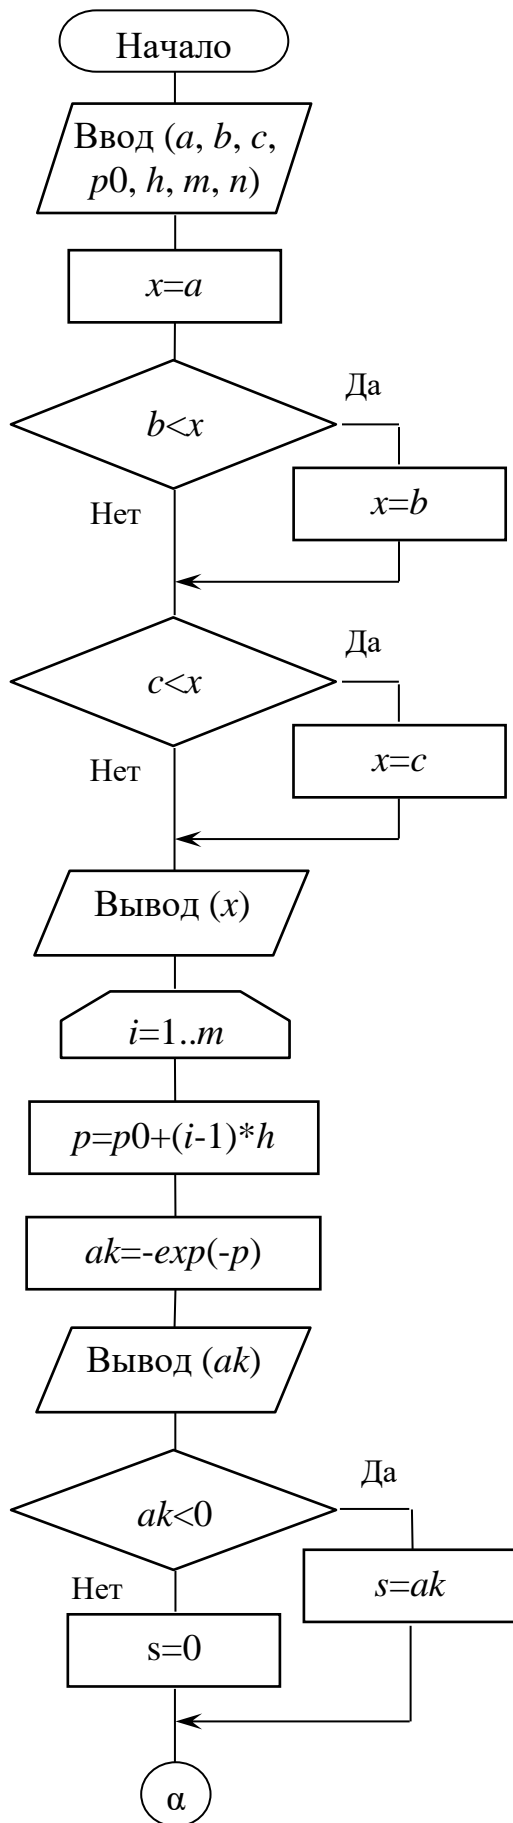 Начало
Ввод (a, b, c,
p0, h, m, n)
x=a
b<x
Да
x=b
Нет
c<x
Да
x=c
Нет
Вывод (x)
i=1..m
p=p0+(i-1)*h
ak=-exp(-p)
Вывод (ak)
ak<0
Да
s=ak
Нет
s=0
α